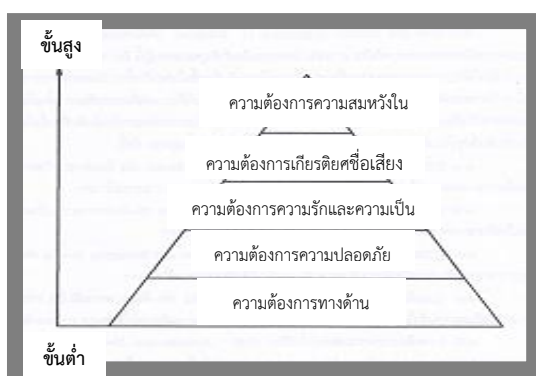 ขั้นสูง
ความต้องการความสมหวังใน
ความต้องการเกียรติยศชื่อเสียง
ความต้องการความรักและความเป็น
ความต้องการความปลอดภัย
ความต้องการทางด้าน
ขั้นต่ำ